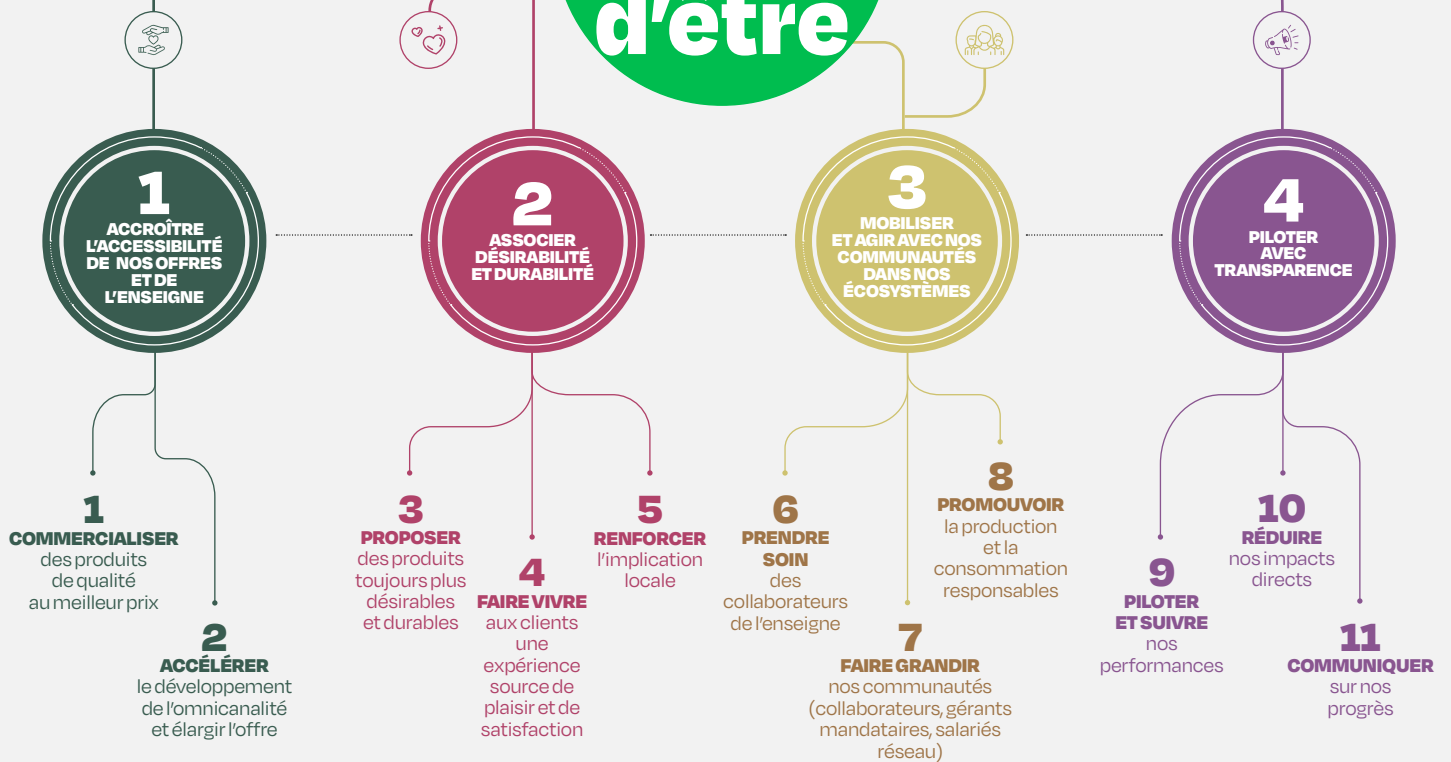 d'être
1
ACCROÎTRE
L'ACCESSIBILITÉ
DE NOS OFFRES
ET DE
L'ENSEIGNE
2
ASSOCIER
DÉSIRABILITÉ
ET DURABILITÉ
3
MOBILISER
ET AGIR AVEC NOS
COMMUNAUTÉS
DANS NOS
ÉCOSYSTÈMES
4
PILOTER
AVEC
TRANSPARENCE
1
COMMERCIALISER
des produits
de qualité
au meilleur prix
2
ACCÉLÉRER
le développement
de l'omnicanalité
et élargir l'offre
3
PROPOSER
des produits
toujours plus
désirables
et durables
4
FAIRE VIVRE
aux clients
une
expérience
source de
plaisir et de
satisfaction
5
RENFORCER
l'implication
locale
6
PRENDRE
SOIN
des
collaborateurs
de l'enseigne
7
FAIRE GRANDIR
nos communautés
(collaborateurs, gérants
mandataires, salariés
réseau)
8
PROMOUVOIR
la production
et la
consommation
responsables
9
PILOTER
ET SUIVRE
nos
performances
10
RÉDUIRE
nos impacts
directs
11
COMMUNIQUER
sur nos
progrès